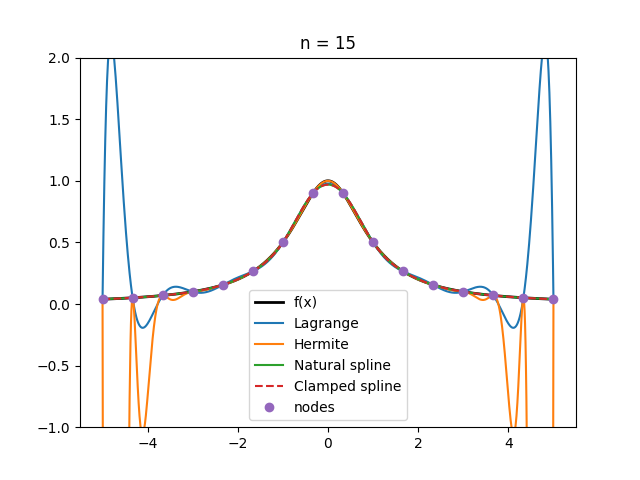 n = 15
2.0
1.5
1.0
0.5
0.0
−0.5
−1.0
f(x)
Lagrange
Hermite
Natural spline
Clamped spline
nodes
−4 −2 0 2 4